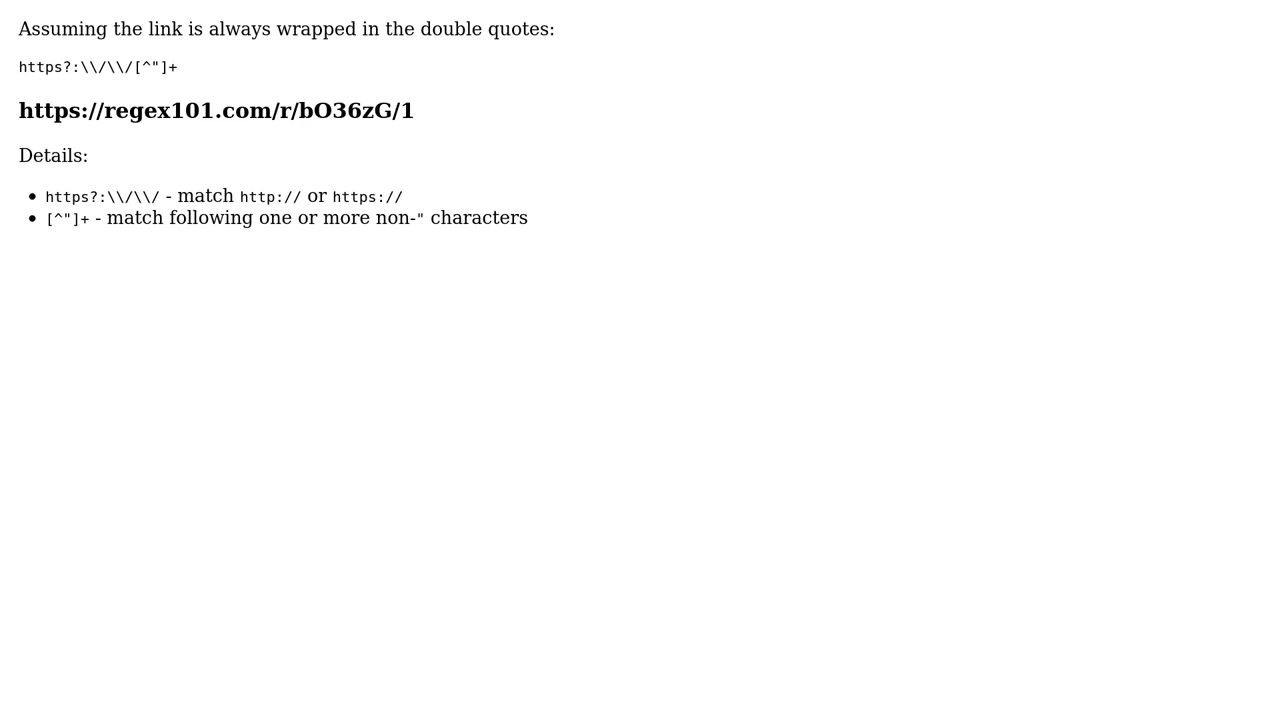 Assuming the link is always wrapped in the double quotes:
https?:\\/\\/[^"]+
https://regex101.com/r/bO36zG/1
Details:
• https?:\\/\\/ - match http:// or https://
• [^"]+ - match following one or more non-" characters